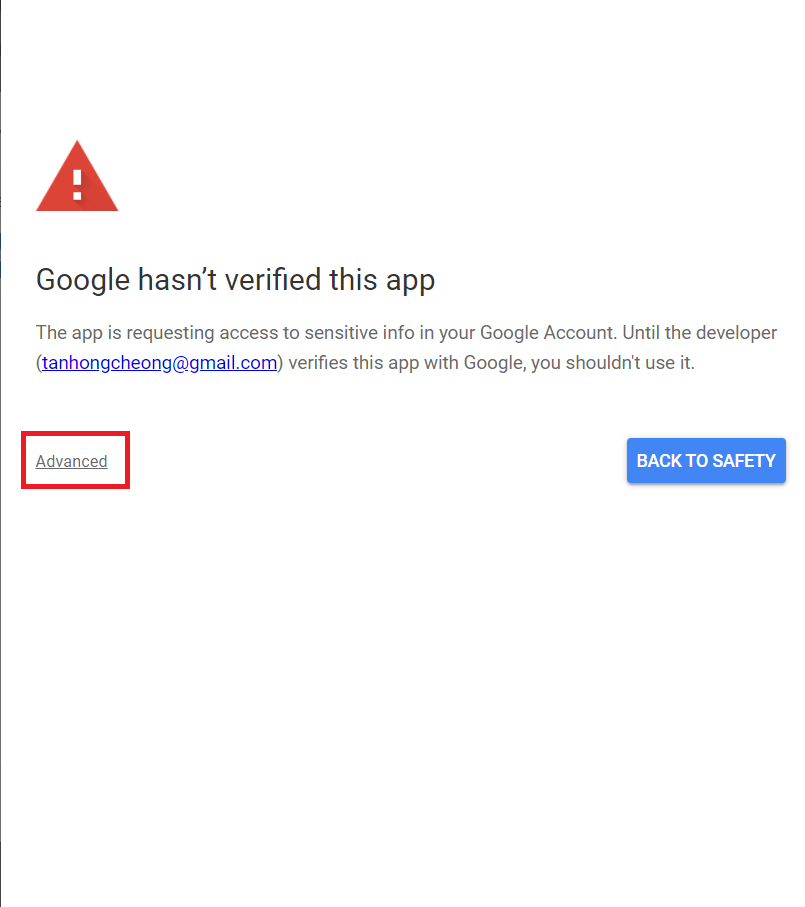 Google hasn’t verified this app
The app is requesting access to sensitive info in your Google Account. Until the developer
(tanhongcheong@gmail.com) verifies this app with Google, you shouldn't use it.
Advanced
BACK TO SAFETY